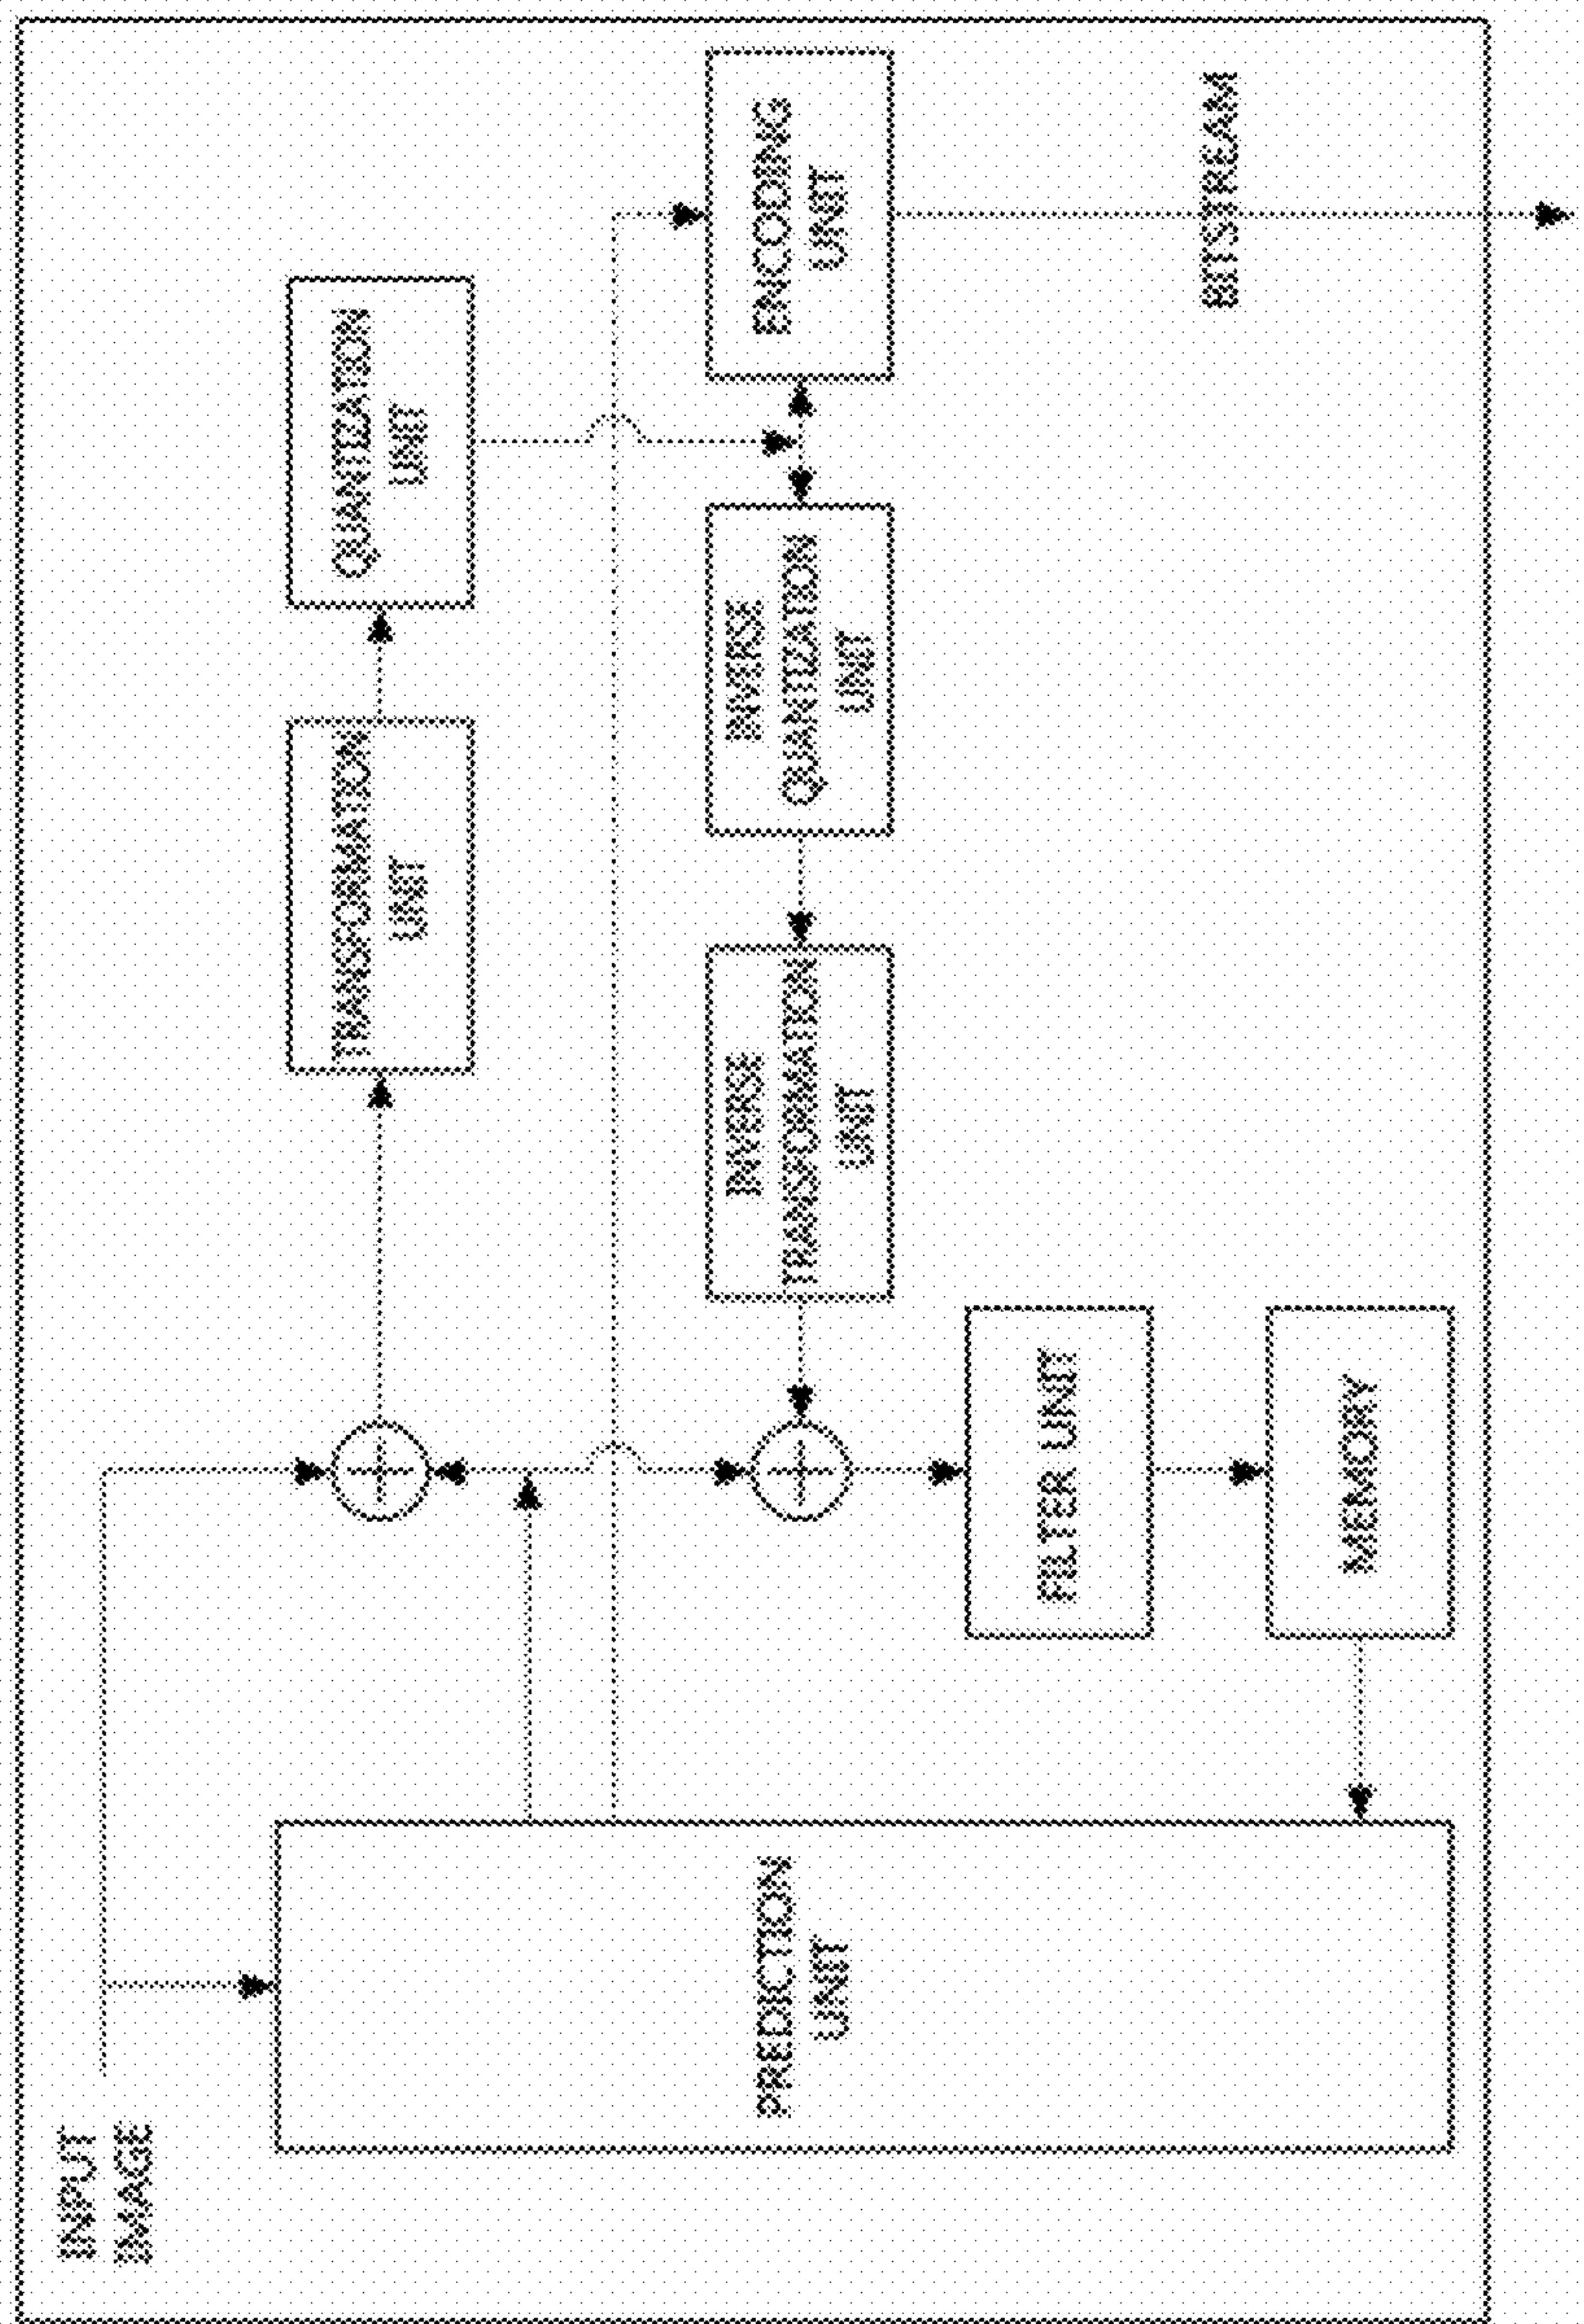 INPUT
IMAGE
PREDICTION
UNIT
TRANSFORMATION
UNIT
QUANTIZATION
UNIT
INVERSE
TRANSFORMATION
UNIT
INVERSE
QUANTIZATION
UNIT
ENCODING
UNIT
FILTER UNIT
MEMORY
BITSTREAM